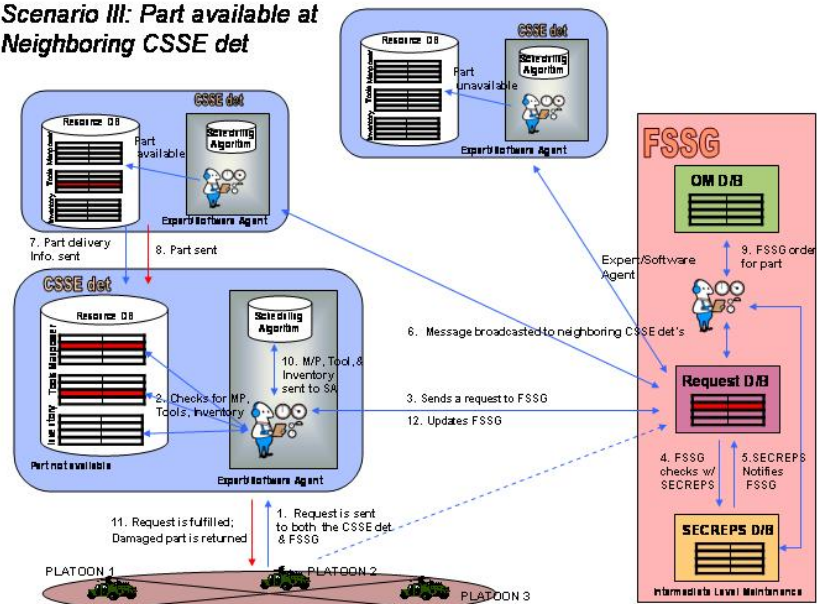 Scenario III: Part available at
Neighboring CSSE det
CSSE det
Resource DB
Manpower
Tools
Inventory
Part
unavailable
Scheduling
Algorithm
Expert/Software Agent
CSSE det
Resource DB
Manpower
Tools
Inventory
Part
available
Scheduling
Algorithm
Expert/Software Agent
7. Part delivery
Info. sent
8. Part sent
CSSE det
Resource DB
Manpower
Tools
Inventory
Part not available
2. Checks for MP,
Tools, Inventory
Scheduling
Algorithm
10. M/P, Tool, &
Inventory
sent to SA
Expert/Software Agent
6. Message broadcasted to neighboring CSSE det's
3. Sends a request to FSSG
12. Updates FSSG
FSSG
OM D/B
Expert/Software
Agent
9. FSSG order
for part
Request D/B
4. FSSG
checks w/
SECREPS
5.SECREPS
Notifies
FSSG
SECREPS D/B
Intermediate Level Maintenance
11. Request is fulfilled;
Damaged part is returned
1. Request is sent
to both the CSSE det
& FSSG
PLATOON 1
PLATOON 2
PLATOON 3